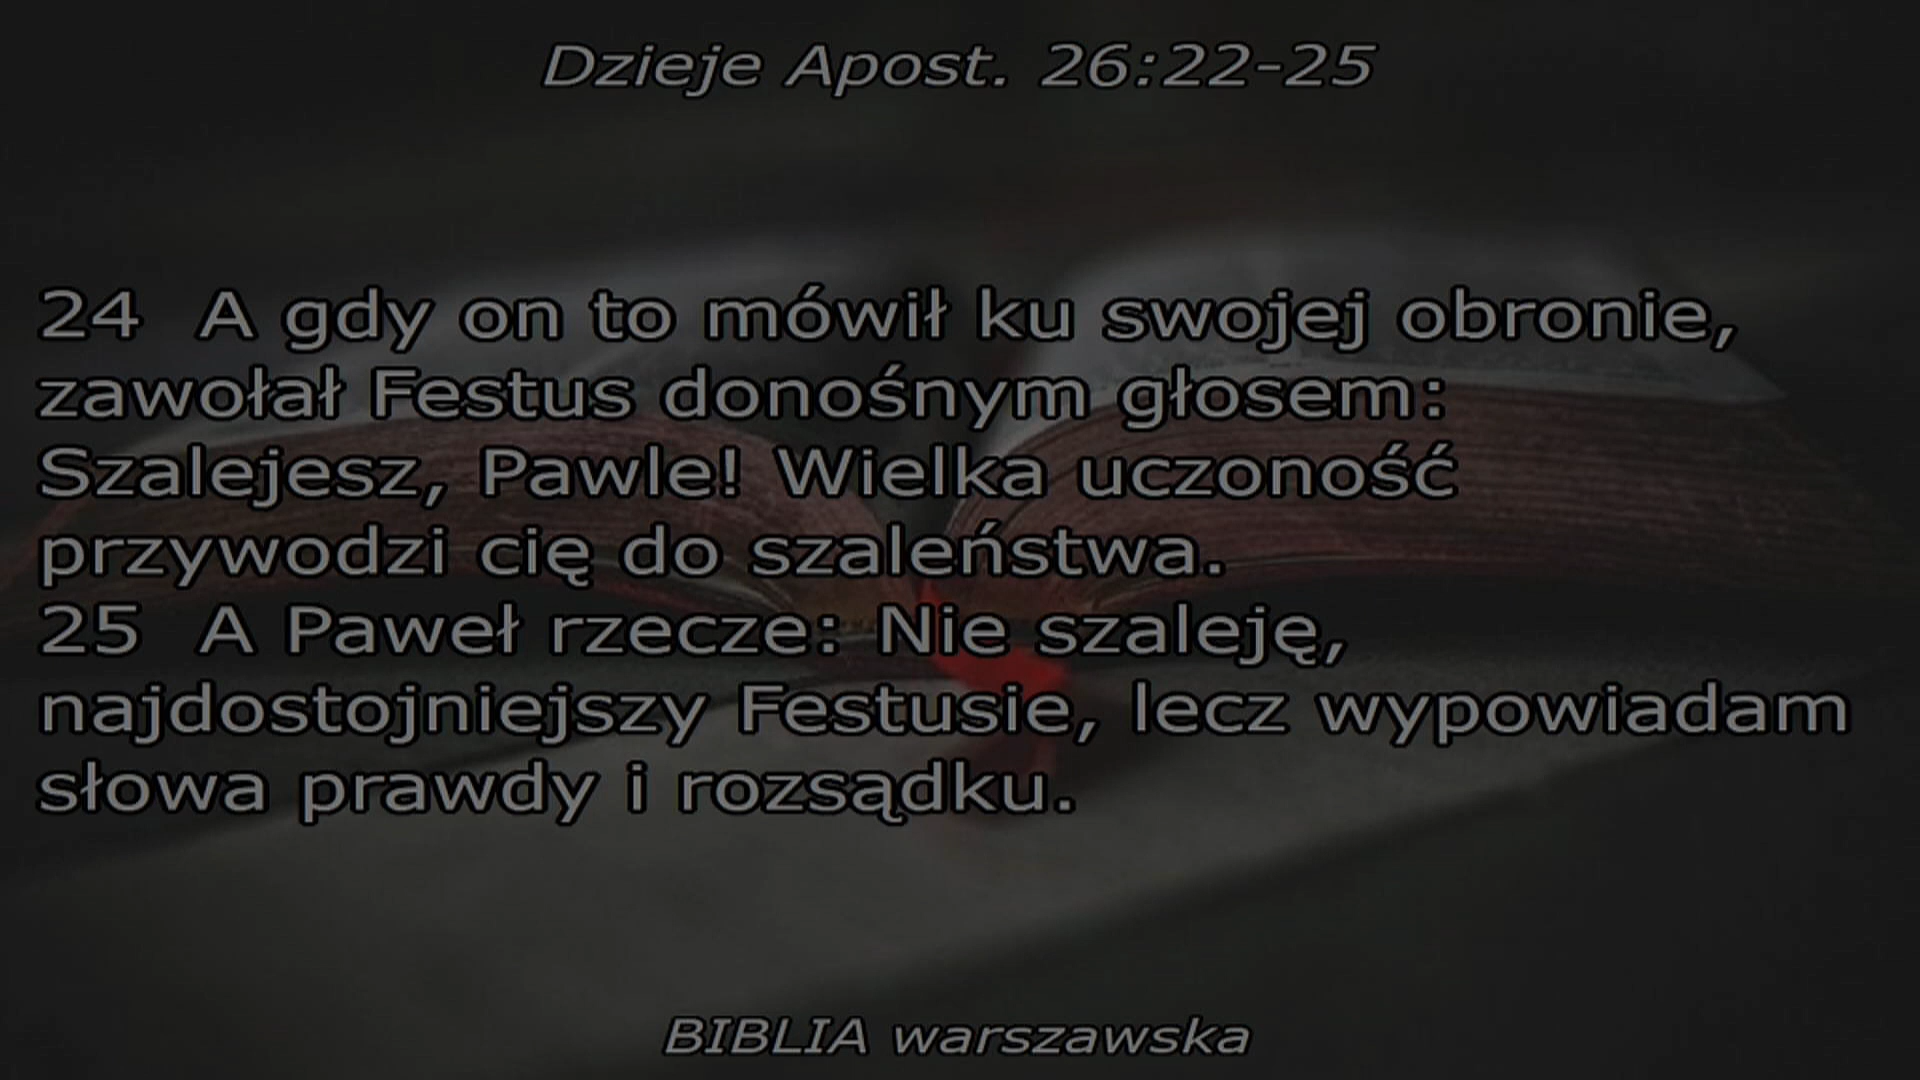 Dzieje Apost. 26:22-25
24 A gdy on to mówił ku swojej obronie,
zawołał Festus donośnym głosem:
Szalejesz, Pawle! Wielka uczoność
przywodzi cię do szaleństwa.
25 A Paweł rzecze: Nie szaleję,
najdostojniejszy Festusie, lecz wypowiadam
słowa prawdy i rozsądku.
BIBLIA warszawska